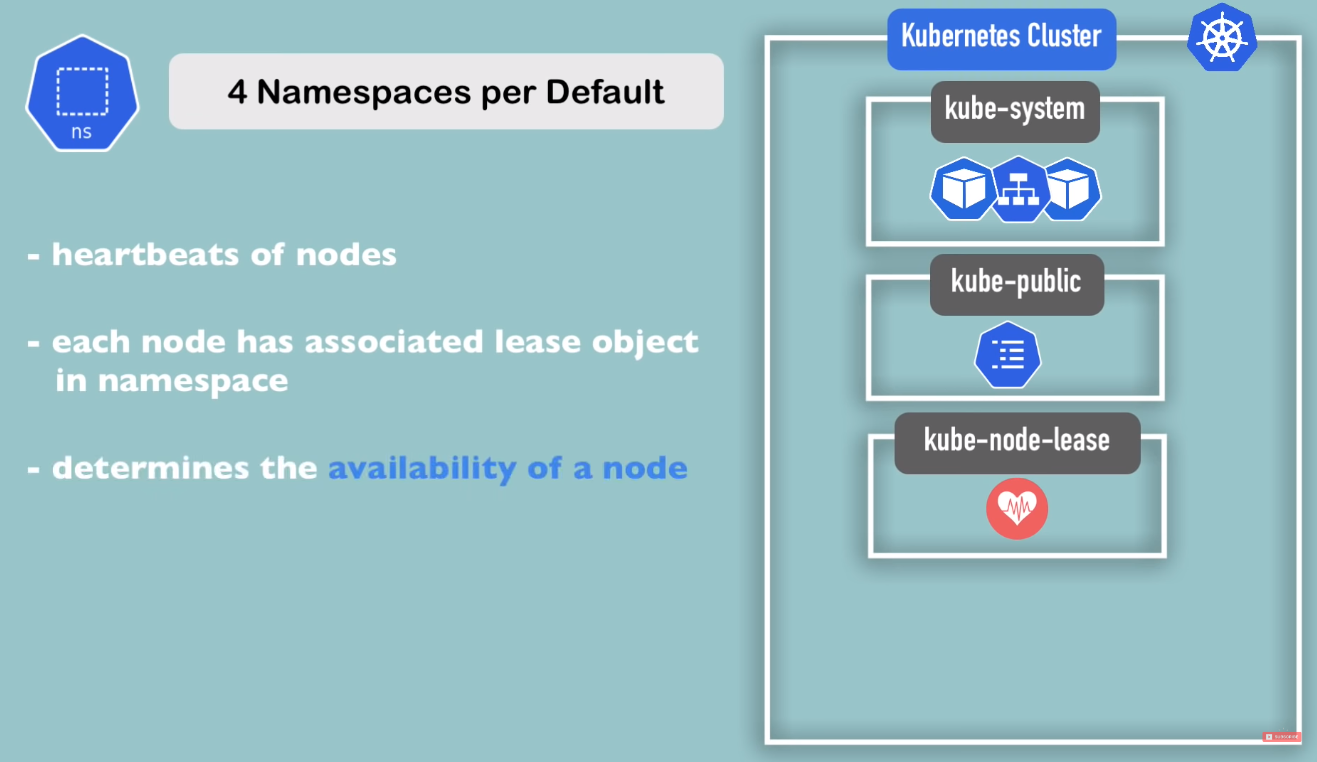 4 Namespaces per Default
ns
- heartbeats of nodes
- each node has associated lease object
in namespace
- determines the availability of a node
Kubernetes Cluster
kube-system
kube-public
kube-node-lease
SUBSCRIBE